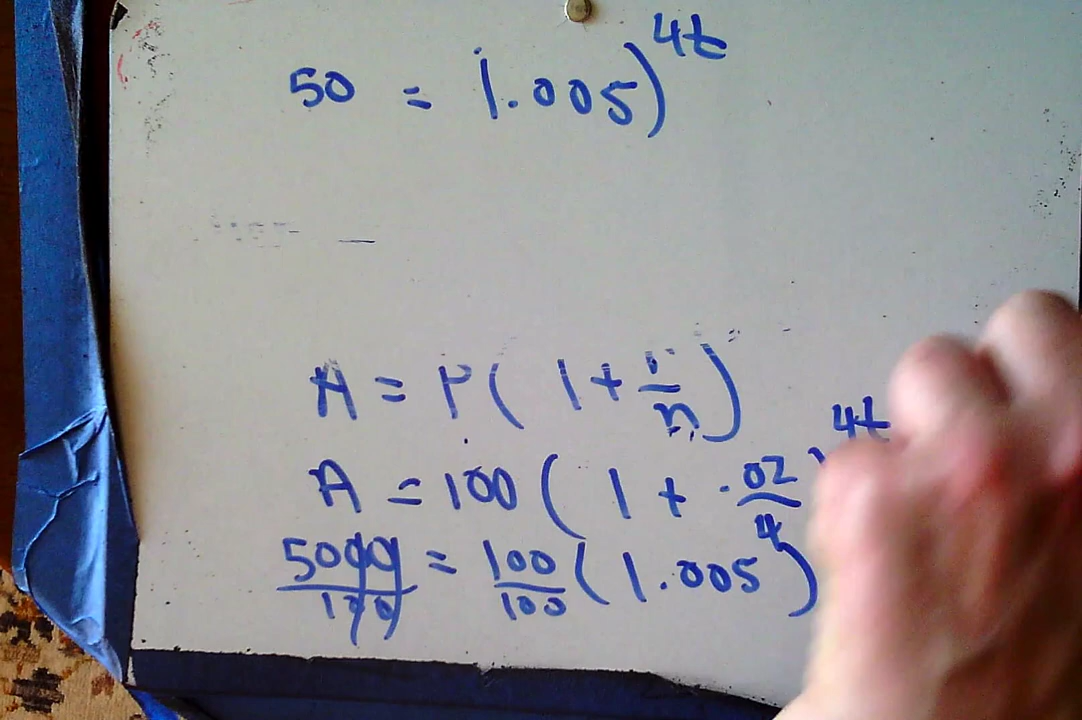 50 = 1.005)^4t
A = P(1 + r/n)
A = 100(1 + .02/4)^4t
5000/100 = 100/100(1.005)